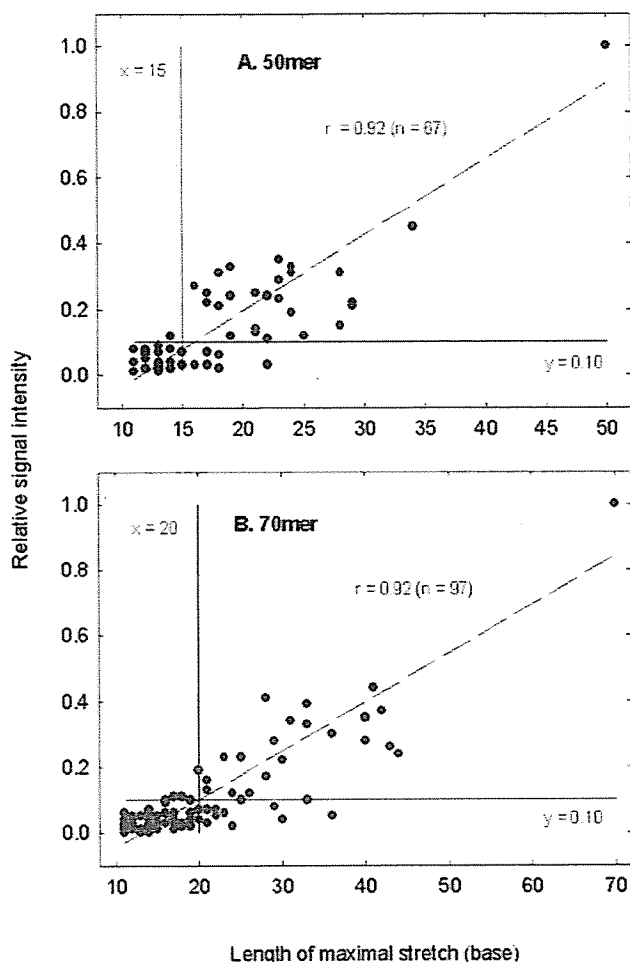 1.0
A. 50mer
x = 15
0.8
r = 0.92 (n = 67)
0.6
0.4
0.2
0.0
y = 0.10
10 15 20 25 30 35 40 45 50
Relative signal intensity
1.0
x = 20
B. 70mer
0.8
r = 0.92 (n = 97)
0.6
0.4
0.2
0.0
y = 0.10
10 20 30 40 50 60 70
Length of maximal stretch (base)